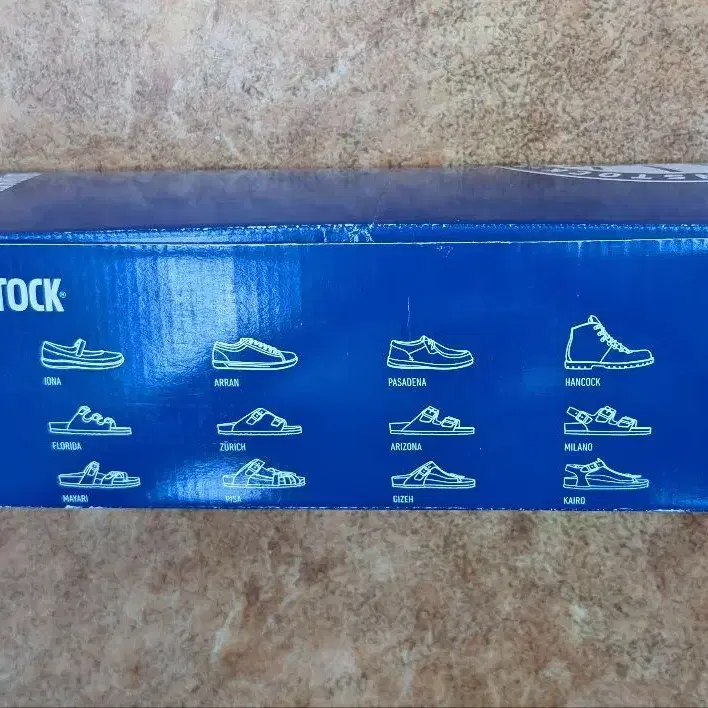 TOCK®
IONA ARRAN PASADENA HANCOCK
FLORIDA ZÜRICH ARIZONA MILANO
MAYARI PISA GIZEH KAIRO